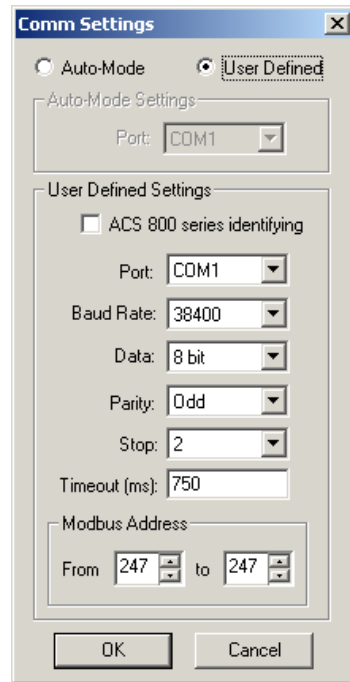 Comm Settings
Auto-Mode User Defined
Auto-Mode Settings
Port: COM1
User Defined Settings
ACS 800 series identifying
Port: COM1
Baud Rate: 38400
Data: 8 bit
Parity: Odd
Stop: 2
Timeout (ms): 750
Modbus Address
From 247 to 247
OK Cancel